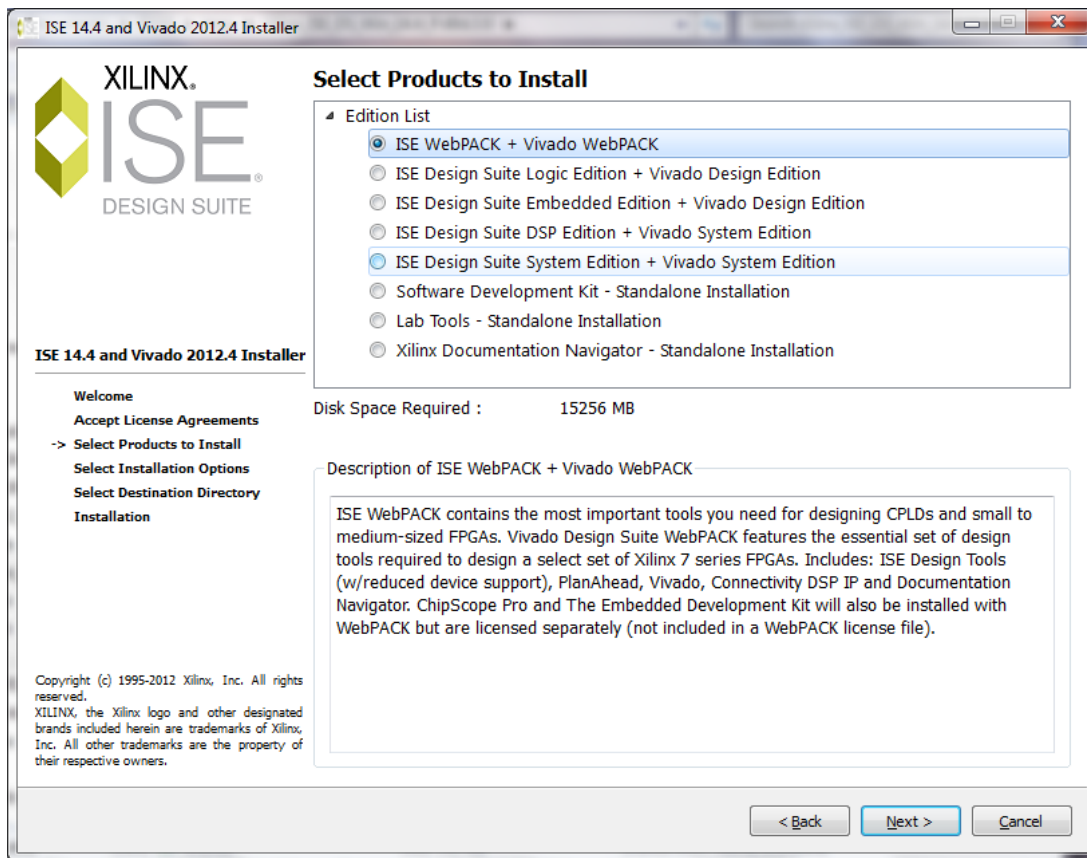 ISE 14.4 and Vivado 2012.4 Installer
XILINX®
ISE®
DESIGN SUITE
ISE 14.4 and Vivado 2012.4 Installer
Welcome
Accept License Agreements
-> Select Products to Install
Select Installation Options
Select Destination Directory
Installation
Copyright (c) 1995-2012 Xilinx, Inc. All rights
reserved.
XILINX, the Xilinx logo and other designated
brands included herein are trademarks of Xilinx,
Inc. All other trademarks are the property of
their respective owners.
Select Products to Install
Edition List
ISE WebPACK + Vivado WebPACK
ISE Design Suite Logic Edition + Vivado Design Edition
ISE Design Suite Embedded Edition + Vivado Design Edition
ISE Design Suite DSP Edition + Vivado System Edition
ISE Design Suite System Edition + Vivado System Edition
Software Development Kit - Standalone Installation
Lab Tools - Standalone Installation
Xilinx Documentation Navigator - Standalone Installation
Disk Space Required : 15256 MB
Description of ISE WebPACK + Vivado WebPACK
ISE WebPACK contains the most important tools you need for designing CPLDs and small to
medium-sized FPGAs. Vivado Design Suite WebPACK features the essential set of design
tools required to design a select set of Xilinx 7 series FPGAs. Includes: ISE Design Tools
(w/reduced device support), PlanAhead, Vivado, Connectivity DSP IP and Documentation
Navigator. ChipScope Pro and The Embedded Development Kit will also be installed with
WebPACK but are licensed separately (not included in a WebPACK license file).
< Back
Next >
Cancel